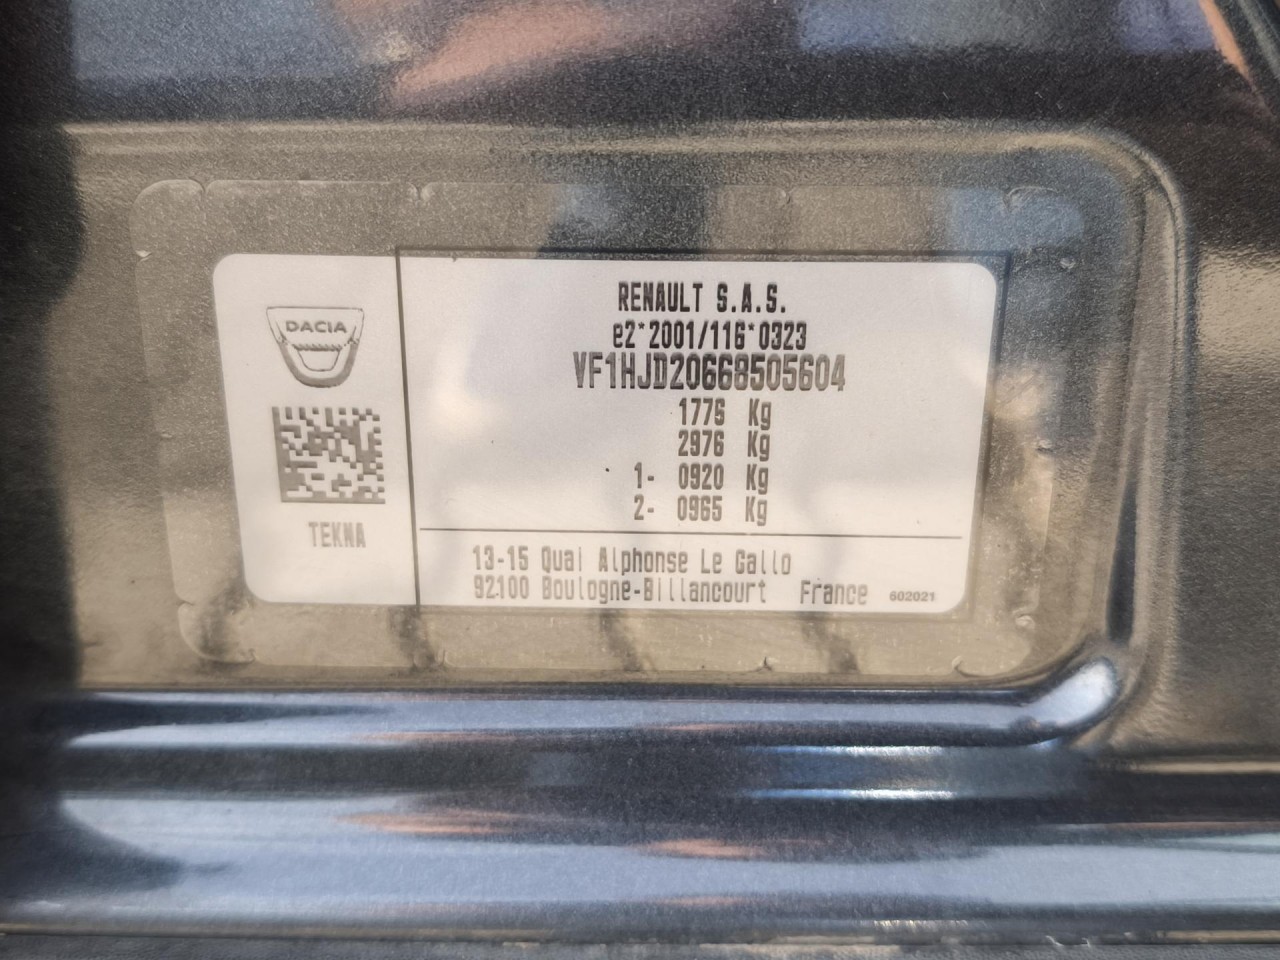 DACIA
TEKNA
RENAULT S.A.S.
e2*2001/116*0323
VF1HJD20668505604
1776 Kg
2976 Kg
1- 0920 Kg
2- 0965 Kg
13-15 Quai Alphonse Le Gallo
92100 Boulogne-Billancourt France 602021